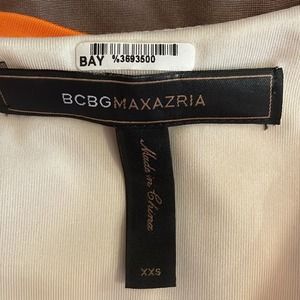 BAY %3693500
BCBGMAXAZRIA
Made in China
XXS